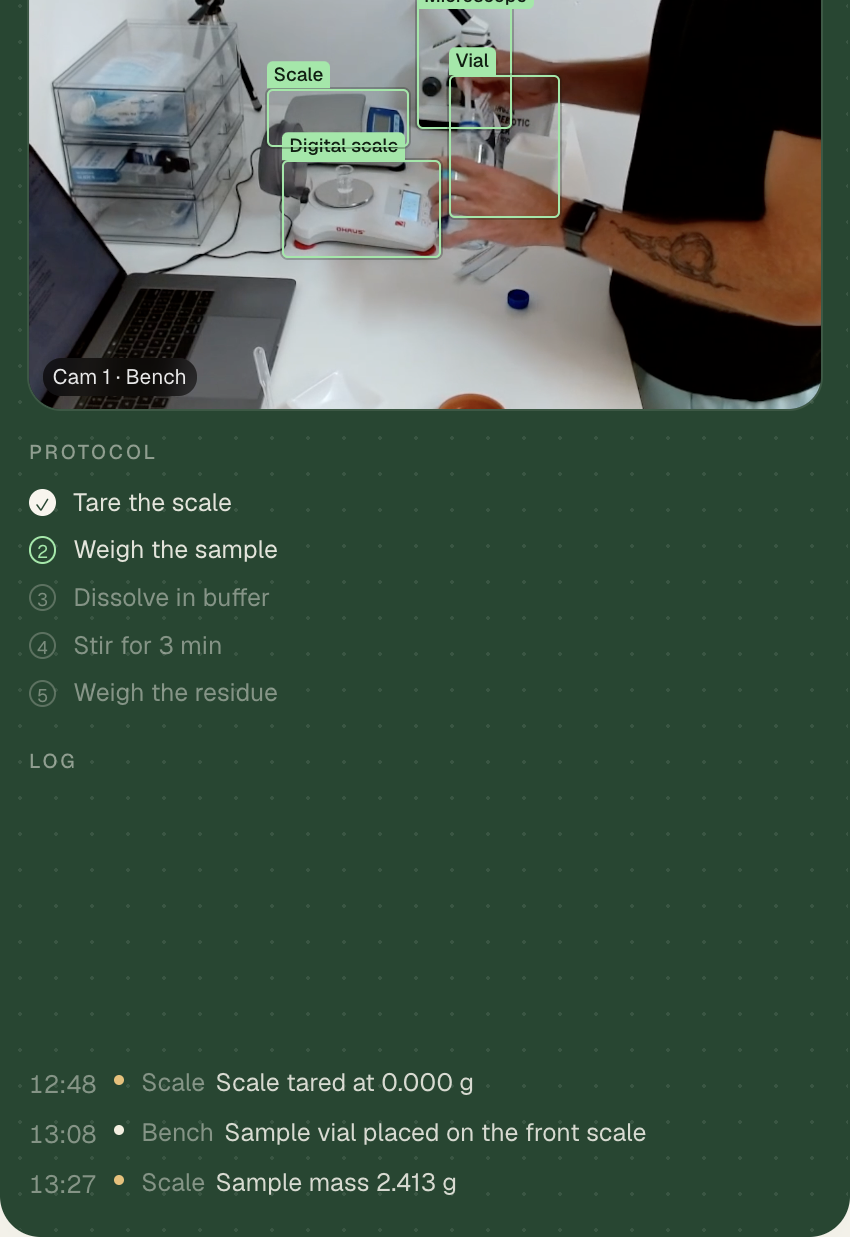 Microscope
Vial
Scale
Digital scale
OHAUS
Cam 1 · Bench
PROTOCOL
Tare the scale
2 Weigh the sample
3 Dissolve in buffer
4 Stir for 3 min
5 Weigh the residue
LOG
12:48 Scale Scale tared at 0.000 g
13:08 Bench Sample vial placed on the front scale
13:27 Scale Sample mass 2.413 g